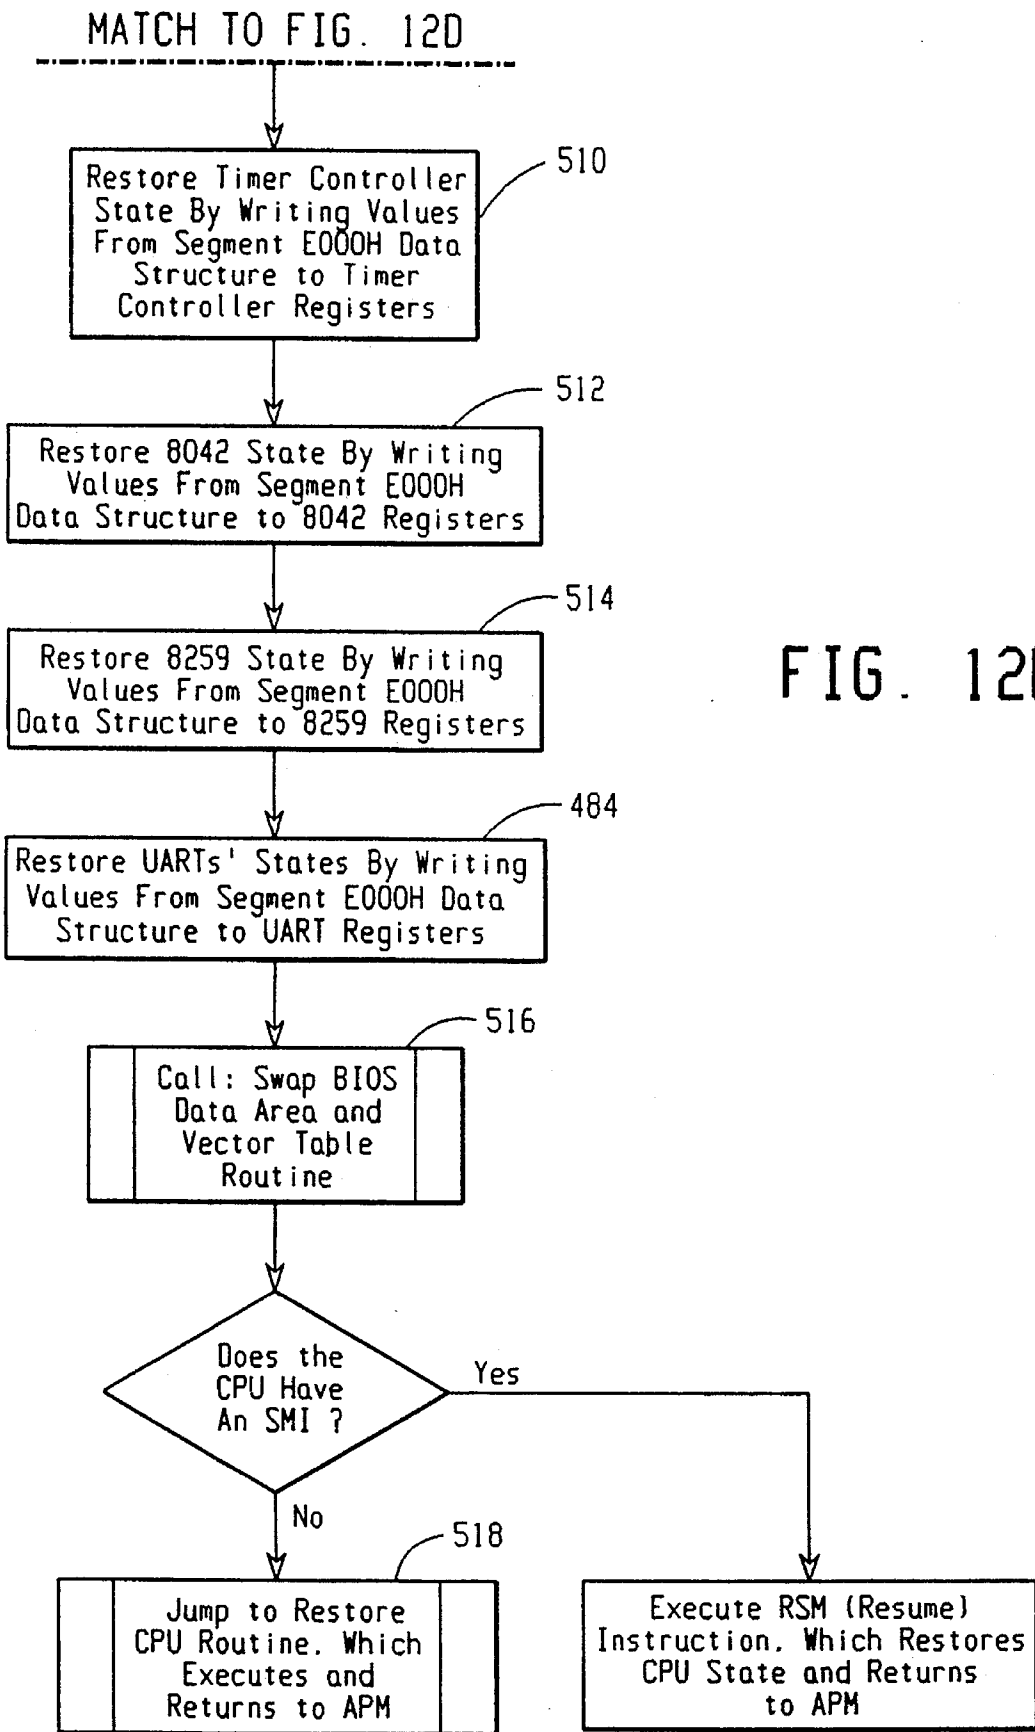 MATCH TO FIG. 12D
510
Restore Timer Controller
State By Writing Values
From Segment E000H Data
Structure to Timer
Controller Registers
512
Restore 8042 State By Writing
Values From Segment E000H
Data Structure to 8042 Registers
514
Restore 8259 State By Writing
Values From Segment E000H
Data Structure to 8259 Registers
FIG. 12
484
Restore UARTs' States By Writing
Values From Segment E000H Data
Structure to UART Registers
516
Call: Swap BIOS
Data Area and
Vector Table
Routine
Does the
CPU Have
An SMI ?
Yes
No
518
Jump to Restore
CPU Routine. Which
Executes and
Returns to APM
Execute RSM (Resume)
Instruction. Which Restores
CPU State and Returns
to APM